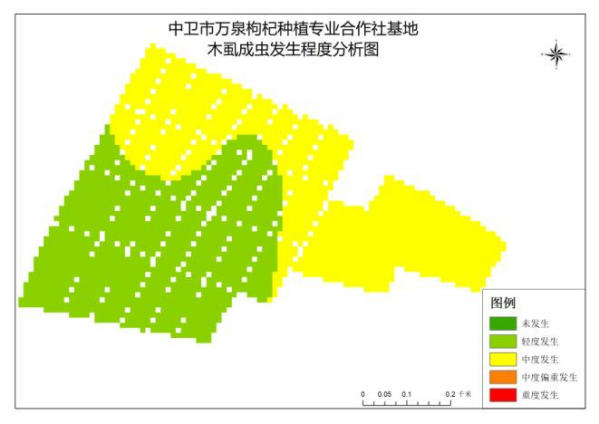 中卫市万泉枸杞种植专业合作社基地
木虱成虫发生程度分析图
图例
未发生
轻度发生
中度发生
中度偏重发生
重度发生
0 0.05 0.1 0.2 千米